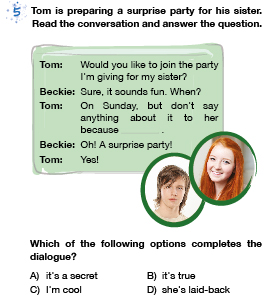 5 Tom is preparing a surprise party for his sister.
Read the conversation and answer the question.
Tom: Would you like to join the party
I'm giving for my sister?
Beckie: Sure, it sounds fun. When?
Tom: On Sunday, but don't say
anything about it to her
because ________.
Beckie: Oh! A surprise party!
Tom: Yes!
Which of the following options completes the
dialogue?
A) it's a secret B) it's true
C) I'm cool D) she's laid-back